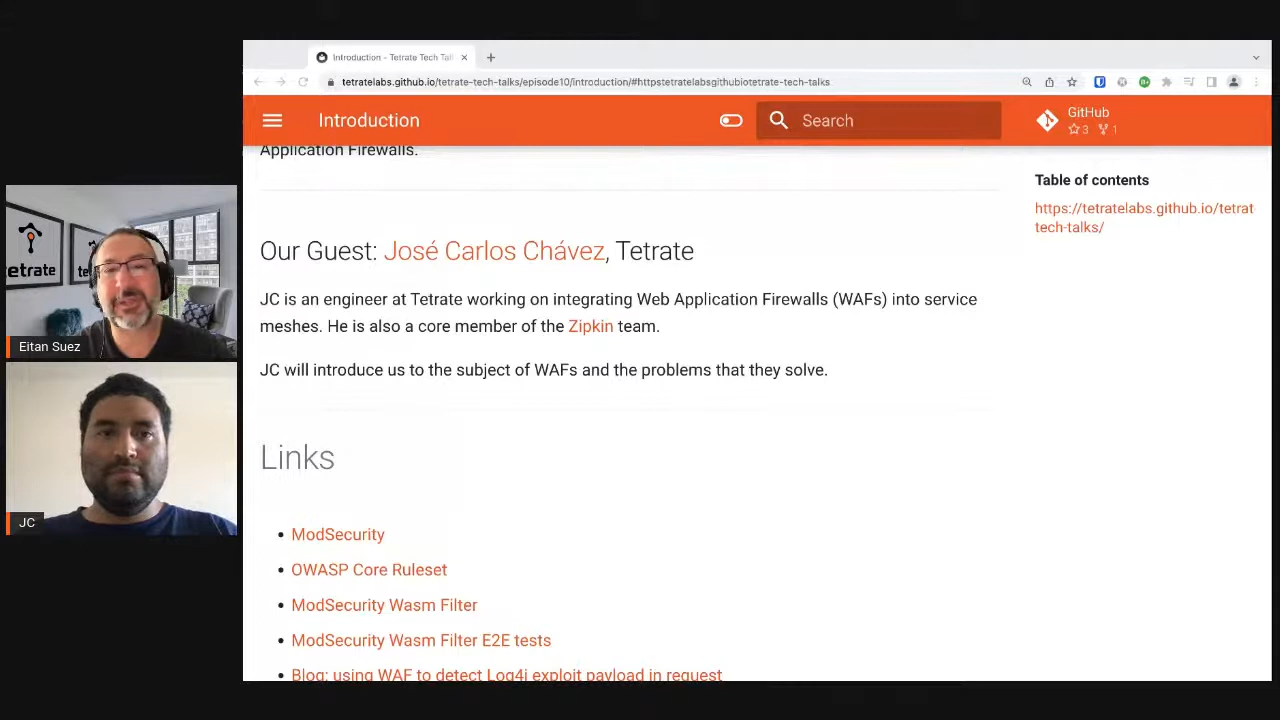 Introduction - Tetrate Tech Tal
tetratelabs.github.io/tetrate-tech-talks/episode10/introduction/#httpstetratelabsgithubiotetrate-tech-talks
Introduction
Search
GitHub
3 1
Application Firewalls.
Table of contents
https://tetratelabs.github.io/tetrat
tech-talks/
Our Guest: José Carlos Chávez, Tetrate
JC is an engineer at Tetrate working on integrating Web Application Firewalls (WAFs) into service
meshes. He is also a core member of the Zipkin team.
JC will introduce us to the subject of WAFs and the problems that they solve.
Links
ModSecurity
OWASP Core Ruleset
ModSecurity Wasm Filter
ModSecurity Wasm Filter E2E tests
Blog: using WAF to detect Log4j exploit payload in request
tetrate
te
Eitan Suez
JC